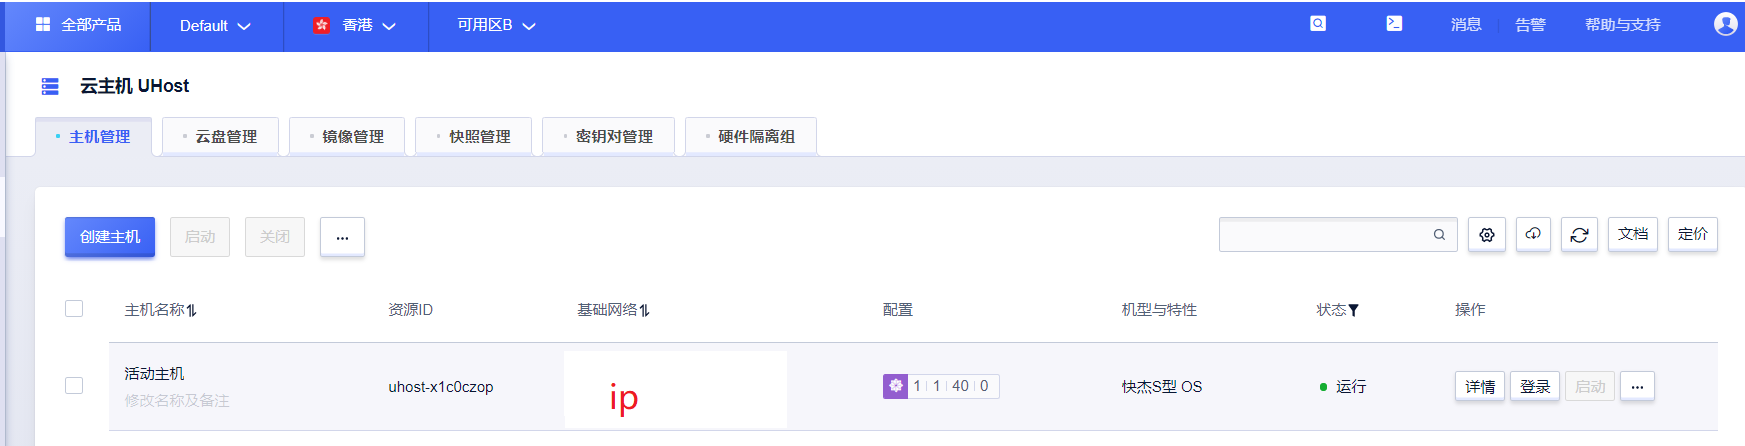 全部产品 Default 香港 可用区B 消息 告警 帮助与支持
云主机 UHost
主机管理 云盘管理 镜像管理 快照管理 密钥对管理 硬件隔离组
创建主机 启动 关闭 ... 文档 定价
主机名称 资源ID 基础网络 配置 机型与特性 状态 操作
活动主机
uhost-x1c0czop ip 1 1 40 0 快杰S型 OS 运行 详情 登录 启动 ...
修改名称及备注